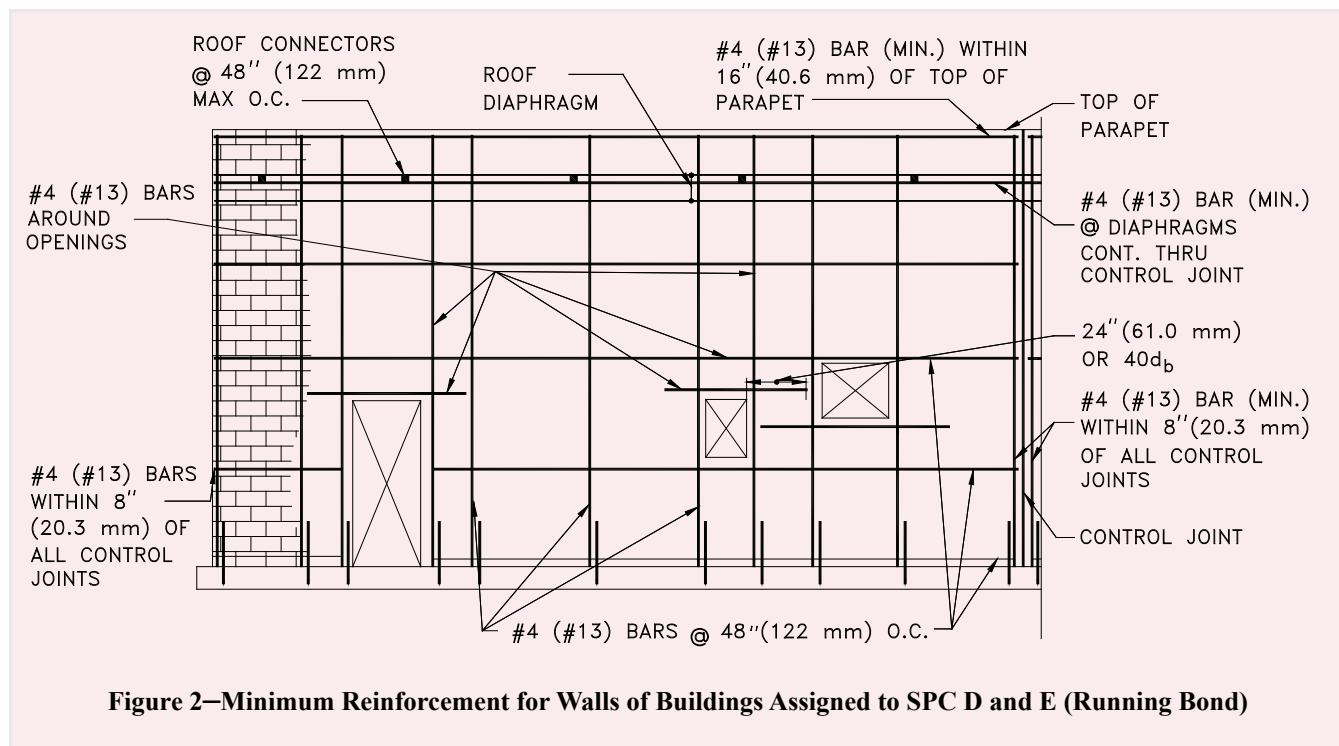 ROOF CONNECTORS
@ 48" (122 mm)
MAX O.C.
ROOF
DIAPHRAGM
#4 (#13) BAR (MIN.) WITHIN
16"(40.6 mm) OF TOP OF
PARAPET
TOP OF
PARAPET
#4 (#13) BARS
AROUND
OPENINGS
#4 (#13) BAR (MIN.)
@ DIAPHRAGMS
CONT. THRU
CONTROL JOINT
24"(61.0 mm)
OR 40db
#4 (#13) BAR (MIN.)
WITHIN 8"(20.3 mm)
OF ALL CONTROL
JOINTS
#4 (#13) BARS
WITHIN 8"
(20.3 mm) OF
ALL CONTROL
JOINTS
CONTROL JOINT
#4 (#13) BARS @ 48"(122 mm) O.C.
Figure 2—Minimum Reinforcement for Walls of Buildings Assigned to SPC D and E (Running Bond)